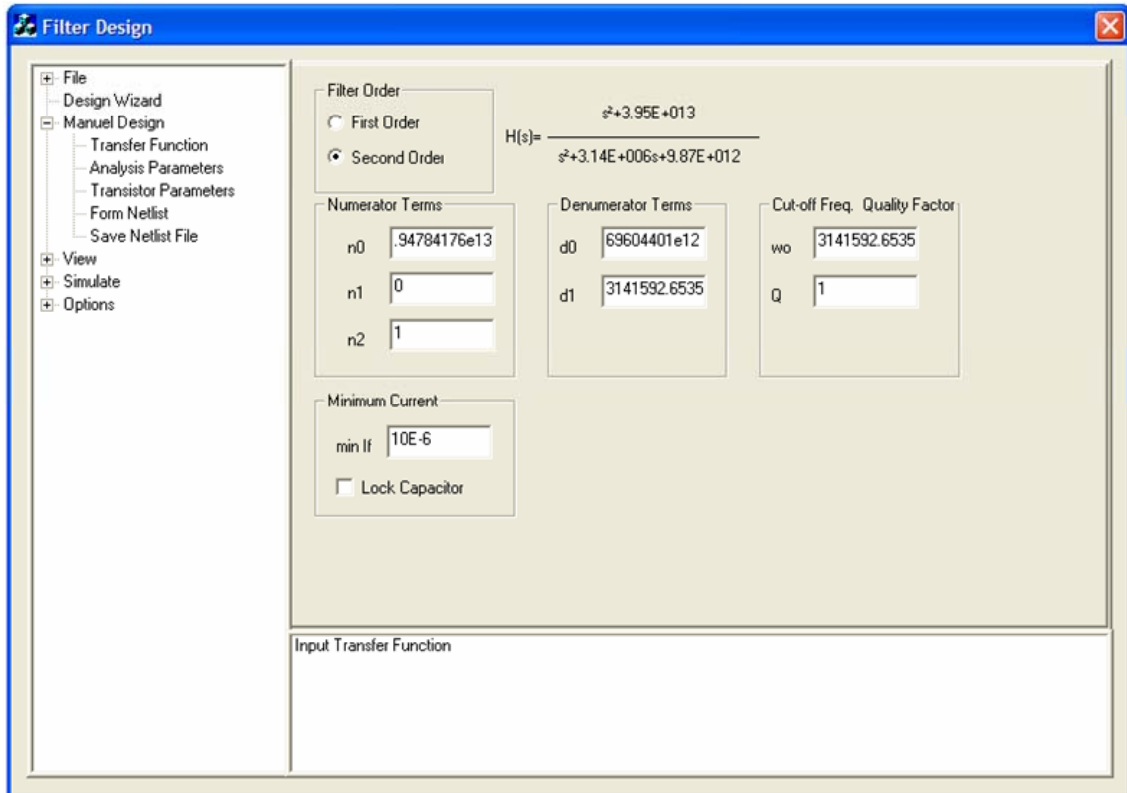 Filter Design
File
Design Wizard
Manuel Design
Transfer Function
Analysis Parameters
Transistor Parameters
Form Netlist
Save Netlist File
View
Simulate
Options
Filter Order
First Order
Second Order
H(s)=
s²+3.95E+013
s²+3.14E+006s+9.87E+012
Numerator Terms
n0 .94784176e13
n1 0
n2 1
Denumerator Terms
d0 69604401e12
d1 3141592.6535
Cut-off Freq. Quality Factor
wo 3141592.6535
Q 1
Minimum Current
min If 10E-6
Lock Capacitor
Input Transfer Function